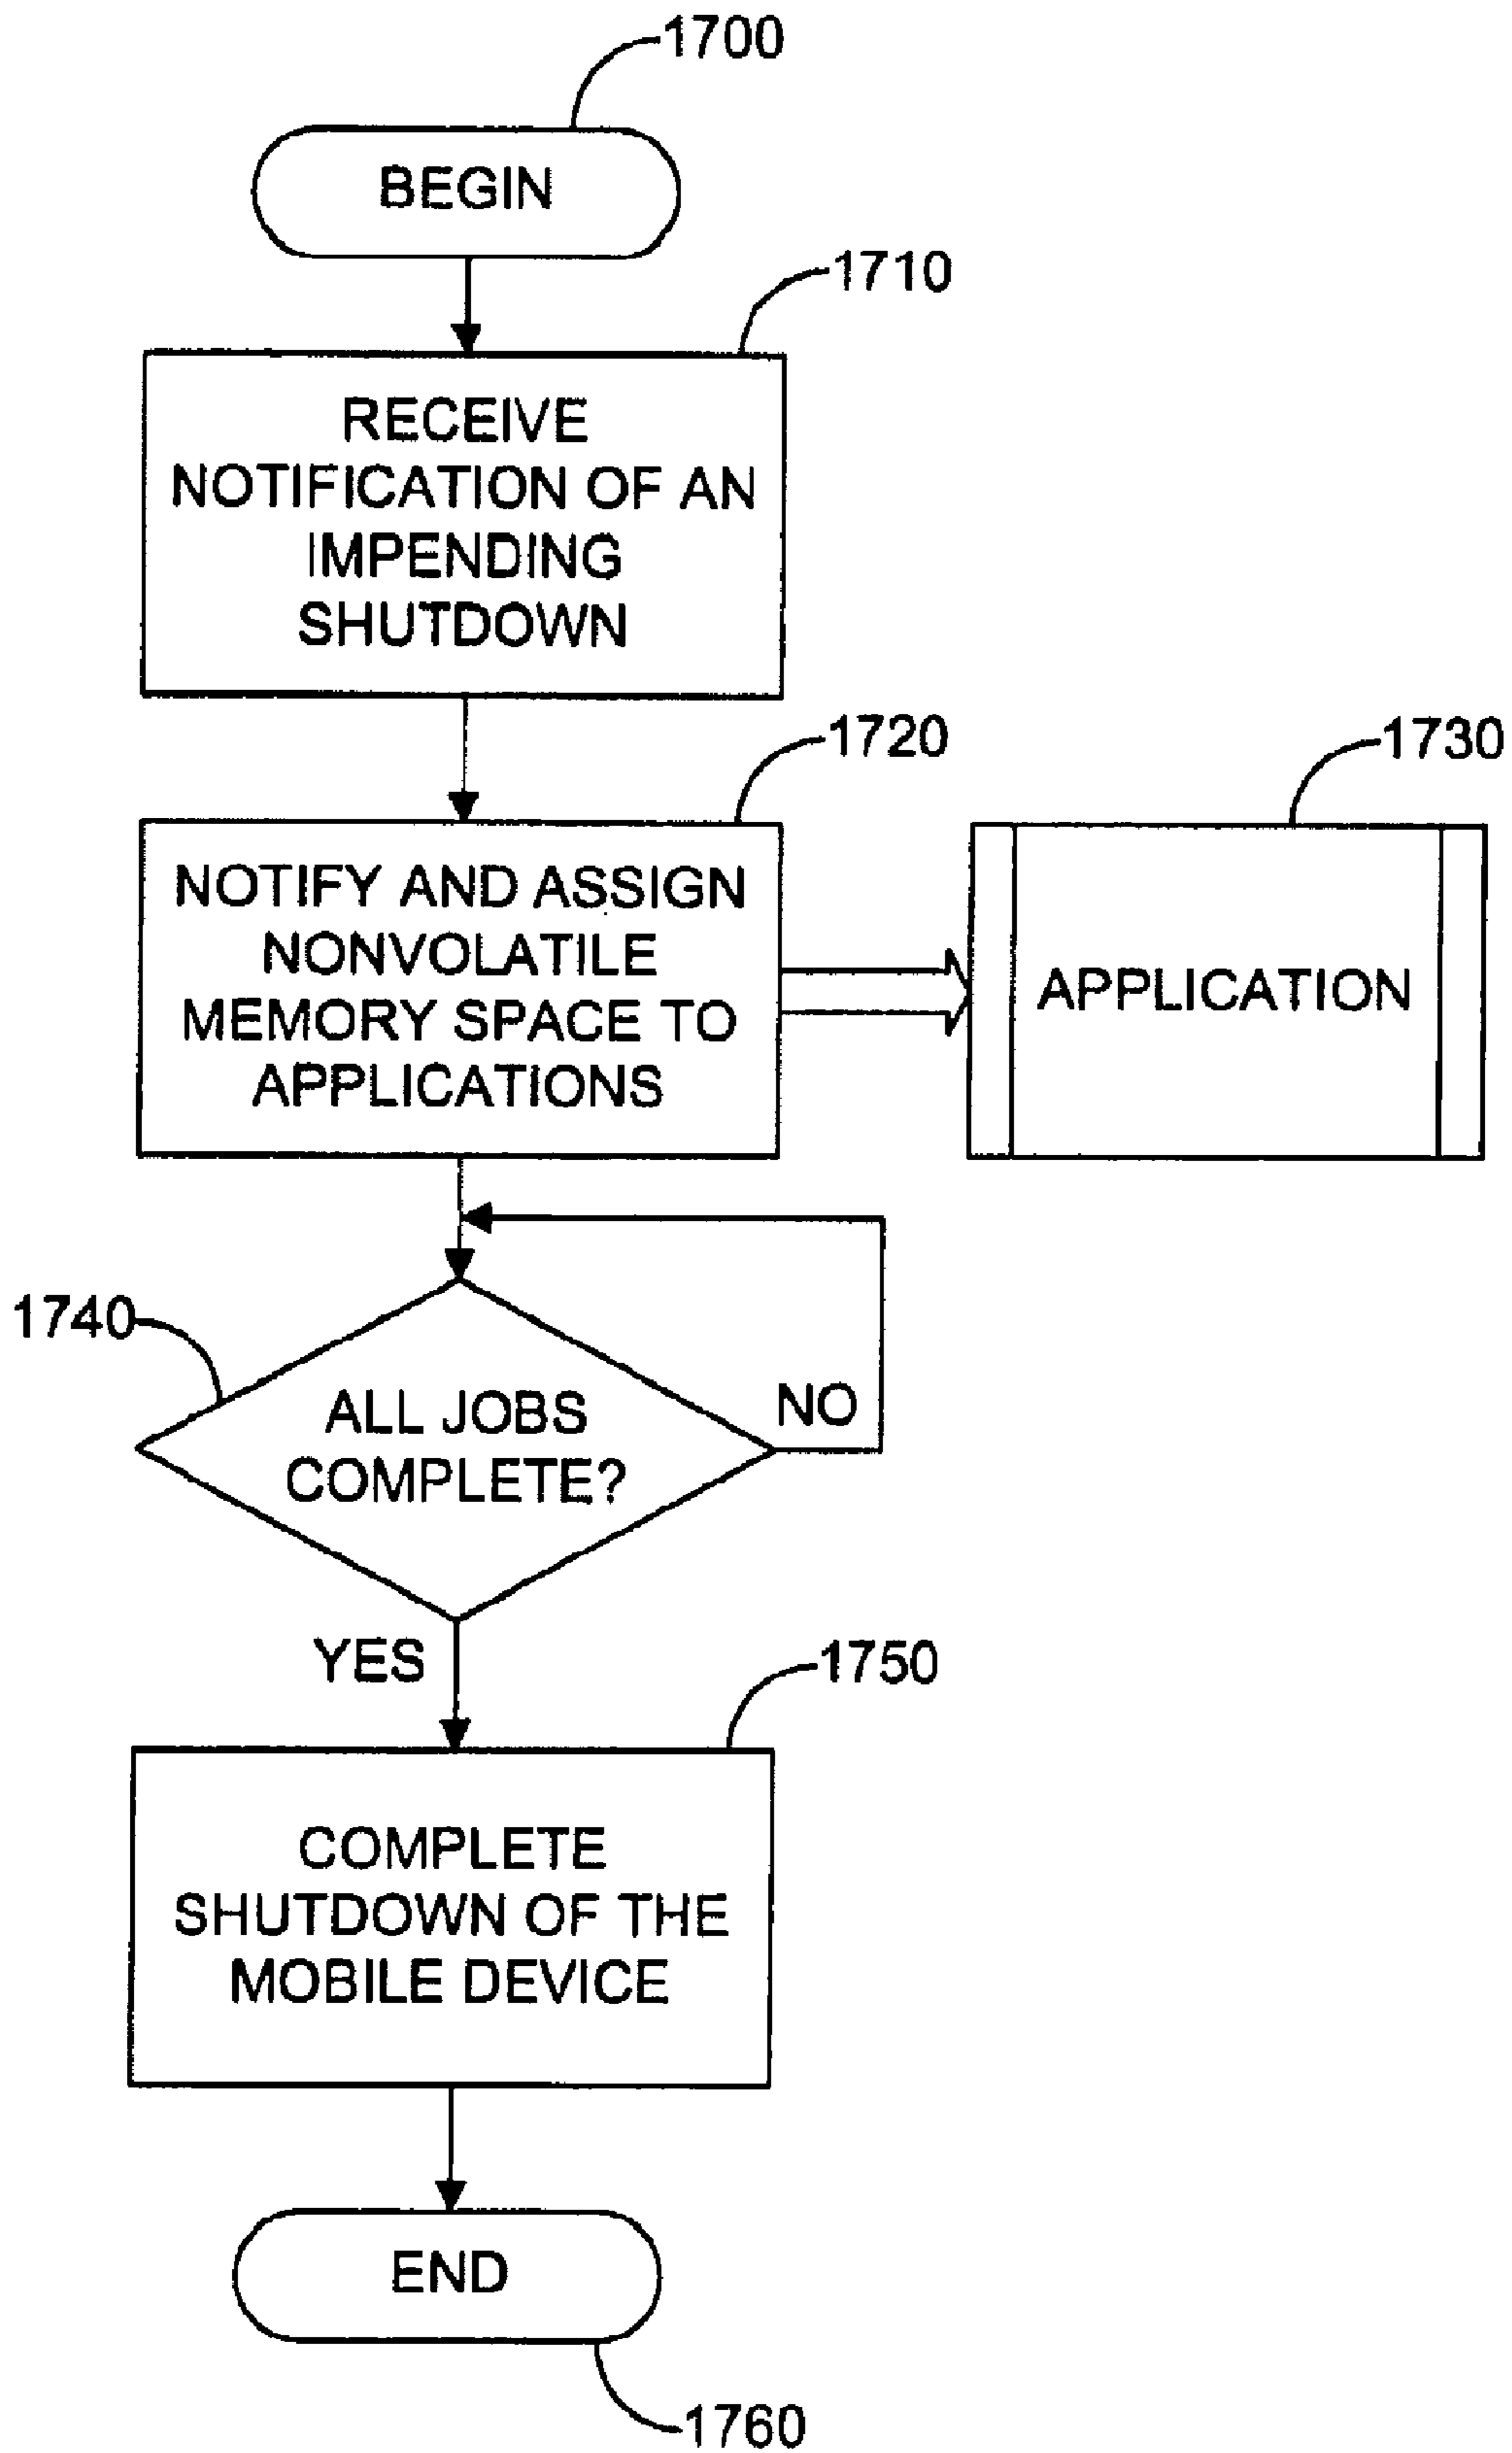 1700
BEGIN
1710
RECEIVE
NOTIFICATION OF AN
IMPENDING
SHUTDOWN
1720
1730
NOTIFY AND ASSIGN
NONVOLATILE
MEMORY SPACE TO
APPLICATIONS
APPLICATION
1740
ALL JOBS
COMPLETE?
NO
YES
1750
COMPLETE
SHUTDOWN OF THE
MOBILE DEVICE
END
1760